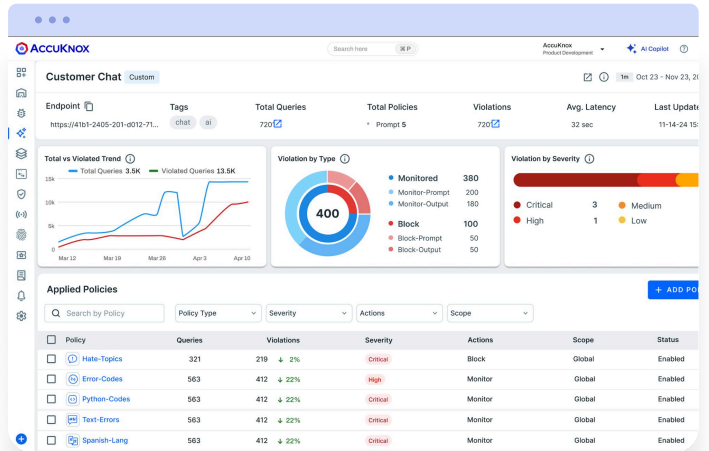 ACCUKNOX
Search here
⌘ P
AccuKnox
Product Development
AI Copilot
Customer Chat
Custom
1m
Oct 23 - Nov 23, 20
Endpoint
Tags
Total Queries
Total Policies
Violations
Avg. Latency
Last Update
https://41b1-2405-201-d012-71...
chat
ai
720
Prompt 5
720
32 sec
11-14-24 15:
Total vs Violated Trend
Total Queries 3.5K
Violated Queries 13.5K
15k
10k
5k
0
Mar 12
Mar 19
Mar 26
Apr 3
Apr 10
Violation by Type
400
Monitored 380
Monitor-Prompt 200
Monitor-Output 180
Block 100
Block-Prompt 50
Block-Output 50
Violation by Severity
Critical 3
Medium
High 1
Low
Applied Policies
+ ADD PO
Search by Policy
Policy Type
Severity
Actions
Scope
Policy Queries Violations Severity Actions Scope Status
Hate-Topics 321 219 ↓ 2% Critical Block Global Enabled
Error-Codes 563 412 ↓ 22% High Monitor Global Enabled
Python-Codes 563 412 ↓ 22% Critical Monitor Global Enabled
Text-Errors 563 412 ↓ 22% Critical Monitor Global Enabled
Spanish-Lang 563 412 ↓ 22% Critical Monitor Global Enabled